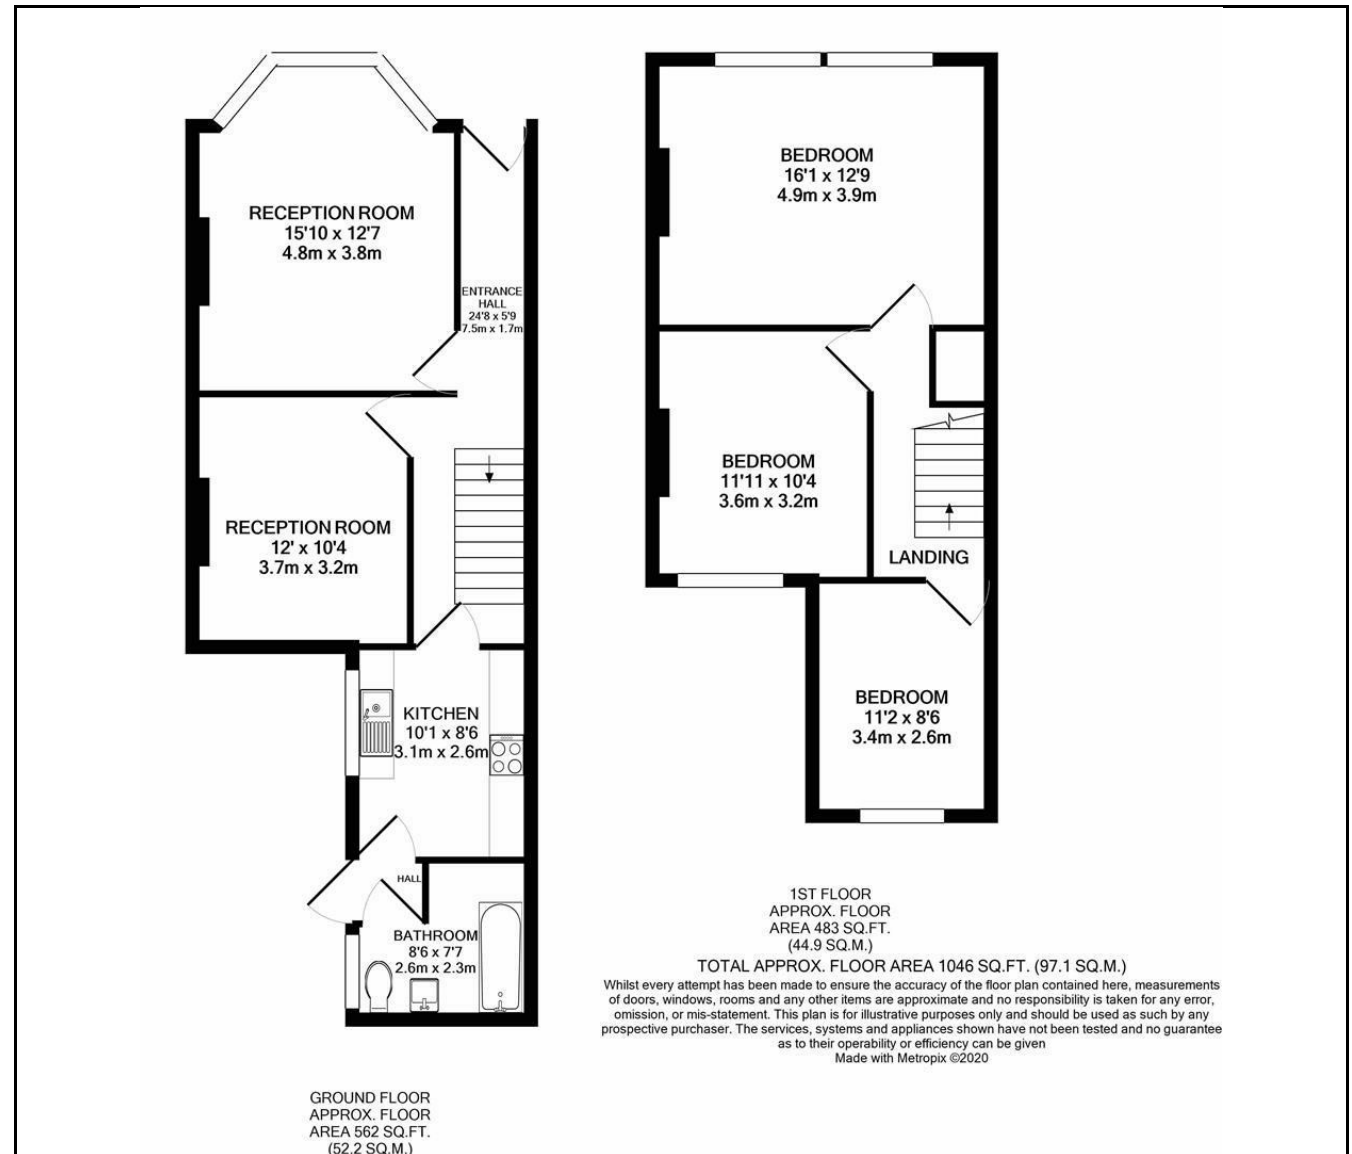 RECEPTION ROOM
15'10 x 12'7
4.8m x 3.8m
ENTRANCE
HALL
24'8 x 5'9
7.5m x 1.7m
RECEPTION ROOM
12' x 10'4
3.7m x 3.2m
KITCHEN
10'1 x 8'6
3.1m x 2.6m
HALL
BATHROOM
8'6 x 7'7
2.6m x 2.3m
GROUND FLOOR
APPROX. FLOOR
AREA 562 SQ.FT.
(52.2 SQ.M.)
BEDROOM
16'1 x 12'9
4.9m x 3.9m
BEDROOM
11'11 x 10'4
3.6m x 3.2m
LANDING
BEDROOM
11'2 x 8'6
3.4m x 2.6m
1ST FLOOR
APPROX. FLOOR
AREA 483 SQ.FT.
(44.9 SQ.M.)
TOTAL APPROX. FLOOR AREA 1046 SQ.FT. (97.1 SQ.M.)
Whilst every attempt has been made to ensure the accuracy of the floor plan contained here, measurements
of doors, windows, rooms and any other items are approximate and no responsibility is taken for any error,
omission, or mis-statement. This plan is for illustrative purposes only and should be used as such by any
prospective purchaser. The services, systems and appliances shown have not been tested and no guarantee
as to their operability or efficiency can be given
Made with Metropix ©2020